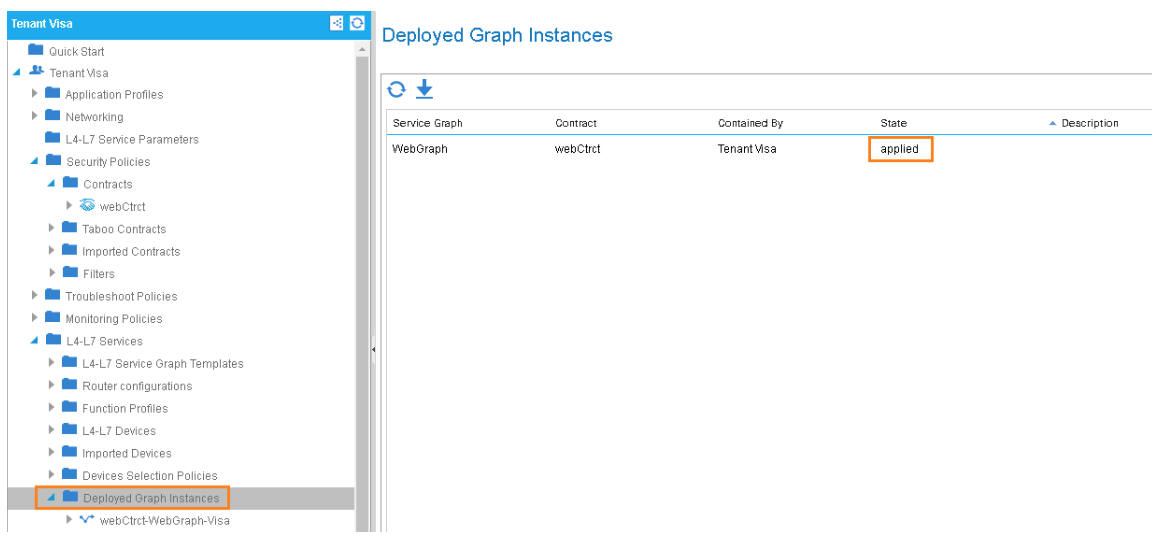 Tenant Visa
Quick Start
Tenant Visa
Application Profiles
Networking
L4-L7 Service Parameters
Security Policies
Contracts
webCtrct
Taboo Contracts
Imported Contracts
Filters
Troubleshoot Policies
Monitoring Policies
L4-L7 Services
L4-L7 Service Graph Templates
Router configurations
Function Profiles
L4-L7 Devices
Imported Devices
Devices Selection Policies
Deployed Graph Instances
webCtrct-WebGraph-Visa
Deployed Graph Instances
Service Graph Contract Contained By State Description
WebGraph webCtrct Tenant Visa applied